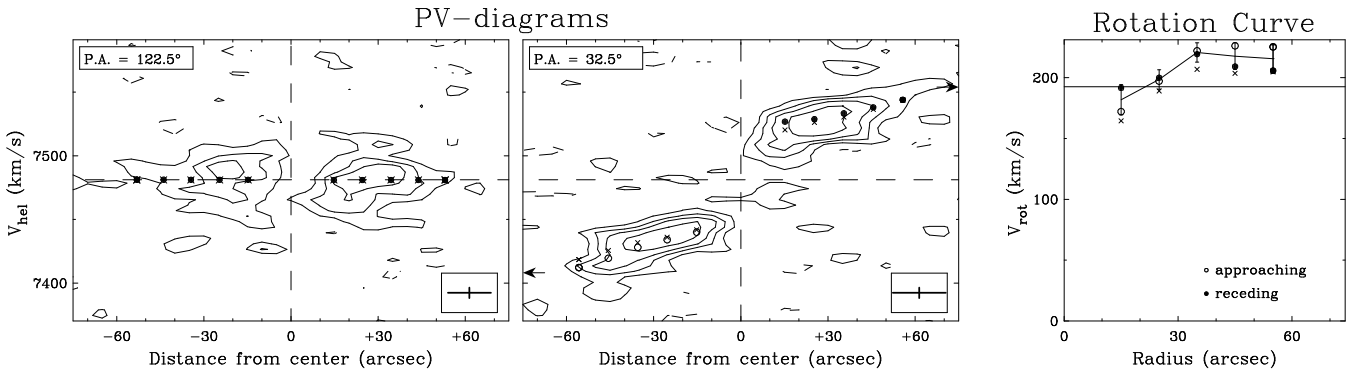 PV−diagrams
Rotation Curve
P.A. = 122.5°
P.A. = 32.5°
7500
7400
V_hel (km/s)
−60 −30 0 +30 +60
Distance from center (arcsec)
−60 −30 0 +30 +60
Distance from center (arcsec)
200
100
0
V_rot (km/s)
approaching
receding
0 30 60
Radius (arcsec)